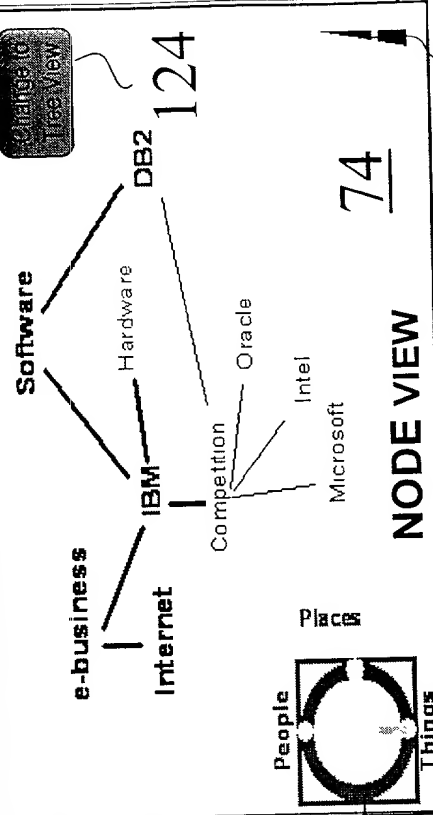 Change to
Tree View
124
Software
DB2
Hardware
e-business
IBM
Internet
Competition
Oracle
Intel
Microsoft
74
NODE VIEW
People
Places
Things